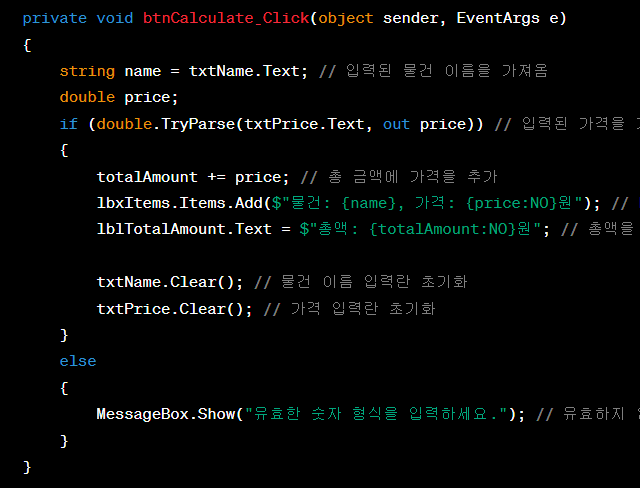 private void btnCalculate_Click(object sender, EventArgs e)
{
string name = txtName.Text; // 입력된 물건 이름을 가져옴
double price;
if (double.TryParse(txtPrice.Text, out price)) // 입력된 가격을
{
totalAmount += price; // 총 금액에 가격을 추가
lbxItems.Items.Add($"물건: {name}, 가격: {price:NO}원"); //
lblTotalAmount.Text = $"총액: {totalAmount:NO}원"; // 총액을
txtName.Clear(); // 물건 이름 입력란 초기화
txtPrice.Clear(); // 가격 입력란 초기화
}
else
{
MessageBox.Show("유효한 숫자 형식을 입력하세요."); // 유효하지
}
}